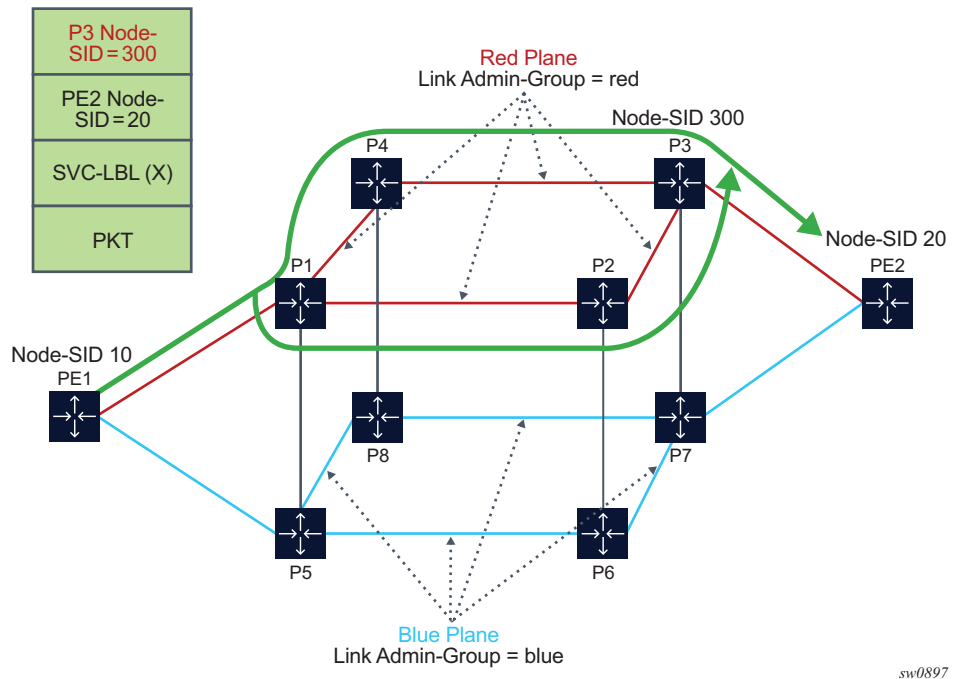 P3 Node-
SID=300
PE2 Node-
SID=20
SVC-LBL (X)
PKT
Red Plane
Link Admin-Group = red
Node-SID 300
P4
P3
Node-SID 20
P1
P2
PE2
Node-SID 10
PE1
P8
P7
P5
P6
Blue Plane
Link Admin-Group = blue
sw0897